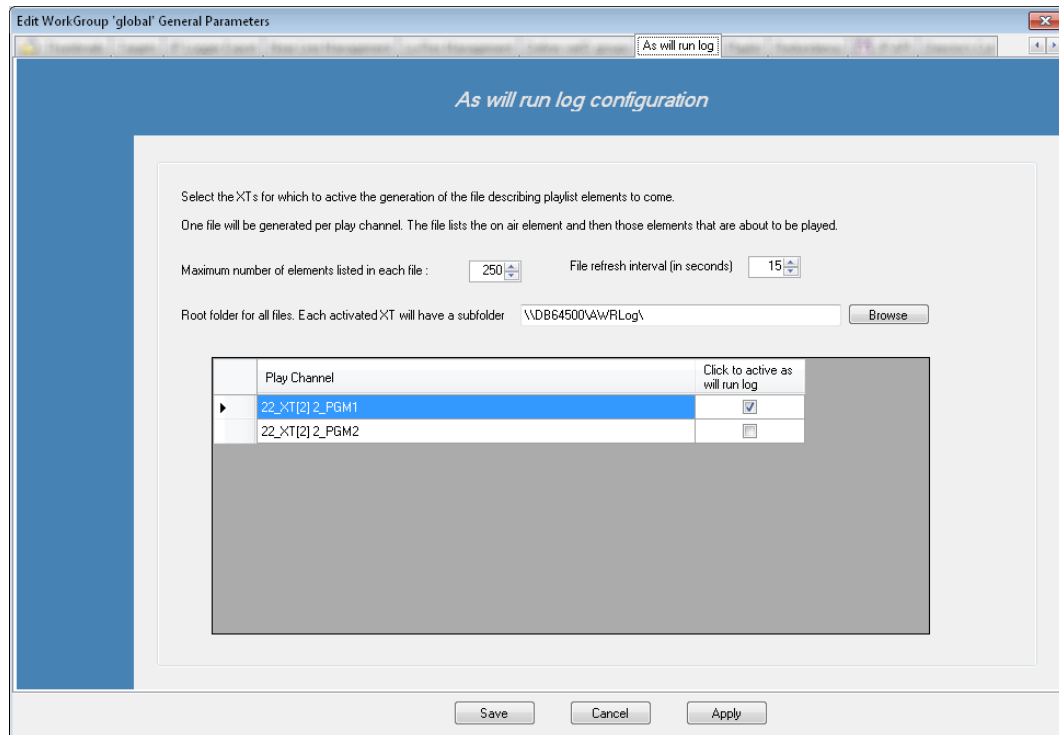 Edit WorkGroup 'global' General Parameters
As will run log
As will run log configuration
Select the XTs for which to active the generation of the file describing playlist elements to come.
One file will be generated per play channel. The file lists the on air element and then those elements that are about to be played.
Maximum number of elements listed in each file : 250 File refresh interval (in seconds) 15
Root folder for all files. Each activated XT will have a subfolder \\DB64500\AWRLog\ Browse
Play Channel Click to active as
will run log
22_XT[2] 2_PGM1
22_XT[2] 2_PGM2
Save Cancel Apply